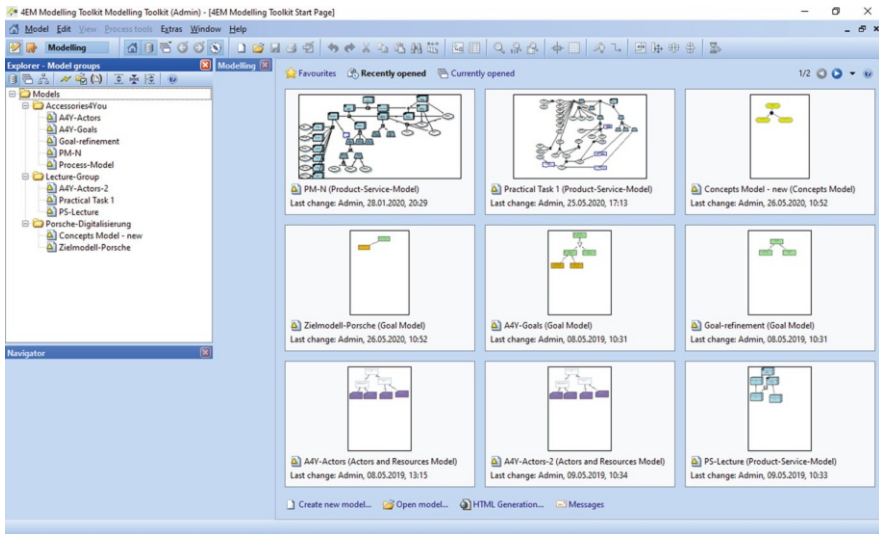 4EM Modelling Toolkit Modelling Toolkit (Admin) - [4EM Modelling Toolkit Start Page]
Model Edit View Process tools Extras Window Help
Modelling
Explorer - Model groups
Modelling
Models
Accessories4You
A4Y-Actors
A4Y-Goals
Goal-refinement
PM-N
Process-Model
Lecture-Group
A4Y-Actors-2
Practical Task 1
PS-Lecture
Porsche-Digitalisierung
Concepts Model - new
Zielmodell-Porsche
Navigator
Favourites Recently opened Currently opened 1/2
PM-N (Product-Service-Model)
Last change: Admin, 28.01.2020, 20:29
Practical Task 1 (Product-Service-Model)
Last change: Admin, 25.05.2020, 17:13
Concepts Model - new (Concepts Model)
Last change: Admin, 26.05.2020, 10:52
Zielmodell-Porsche (Goal Model)
Last change: Admin, 26.05.2020, 10:52
A4Y-Goals (Goal Model)
Last change: Admin, 08.05.2019, 10:31
Goal-refinement (Goal Model)
Last change: Admin, 08.05.2019, 10:31
A4Y-Actors (Actors and Resources Model)
Last change: Admin, 08.05.2019, 13:15
A4Y-Actors-2 (Actors and Resources Model)
Last change: Admin, 09.05.2019, 10:34
PS-Lecture (Product-Service-Model)
Last change: Admin, 09.05.2019, 10:33
Create new model... Open model... HTML Generation... Messages